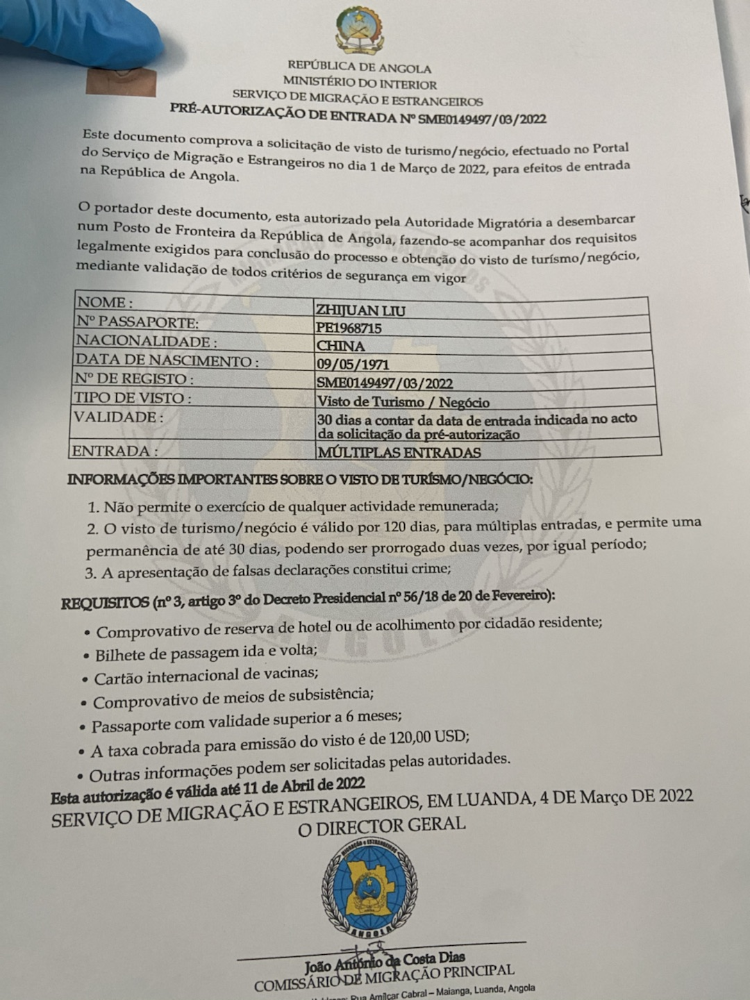 REPÚBLICA DE ANGOLA
MINISTÉRIO DO INTERIOR
SERVIÇO DE MIGRAÇÃO E ESTRANGEIROS
PRÉ-AUTORIZAÇÃO DE ENTRADA Nº SME0149497/03/2022
Este documento comprova a solicitação de visto de turismo/negócio, efectuado no Portal
do Serviço de Migração e Estrangeiros no dia 1 de Março de 2022, para efeitos de entrada
na República de Angola.
O portador deste documento, esta autorizado pela Autoridade Migratória a desembarcar
num Posto de Fronteira da República de Angola, fazendo-se acompanhar dos requisitos
legalmente exigidos para conclusão do processo e obtenção do visto de turísmo/negócio,
mediante validação de todos critérios de segurança em vigor
NOME : ZHIJUAN LIU
Nº PASSAPORTE: PE1968715
NACIONALIDADE : CHINA
DATA DE NASCIMENTO : 09/05/1971
Nº DE REGISTO : SME0149497/03/2022
TIPO DE VISTO : Visto de Turismo / Negócio
VALIDADE : 30 dias a contar da data de entrada indicada no acto
da solicitação da pré-autorização
ENTRADA : MÚLTIPLAS ENTRADAS
INFORMAÇÕES IMPORTANTES SOBRE O VISTO DE TURÍSMO/NEGÓCIO:
1. Não permite o exercício de qualquer actividade remunerada;
2. O visto de turismo/negócio é válido por 120 dias, para múltiplas entradas, e permite uma
permanência de até 30 dias, podendo ser prorrogado duas vezes, por igual período;
3. A apresentação de falsas declarações constitui crime;
REQUISITOS (nº 3, artigo 3º do Decreto Presidencial nº 56/18 de 20 de Fevereiro):
• Comprovativo de reserva de hotel ou de acolhimento por cidadão residente;
• Bilhete de passagem ida e volta;
• Cartão internacional de vacinas;
• Comprovativo de meios de subsistência;
• Passaporte com validade superior a 6 meses;
• A taxa cobrada para emissão do visto é de 120,00 USD;
• Outras informações podem ser solicitadas pelas autoridades.
Esta autorização é válida até 11 de Abril de 2022
SERVIÇO DE MIGRAÇÃO E ESTRANGEIROS, EM LUANDA, 4 DE Março DE 2022
O DIRECTOR GERAL
MIGRAÇÃO e ESTRANGEIROS
ANGOLA
João António da Costa Dias
COMISSÁRIO DE MIGRAÇÃO PRINCIPAL
Rua Amílcar Cabral – Maianga, Luanda, Angola